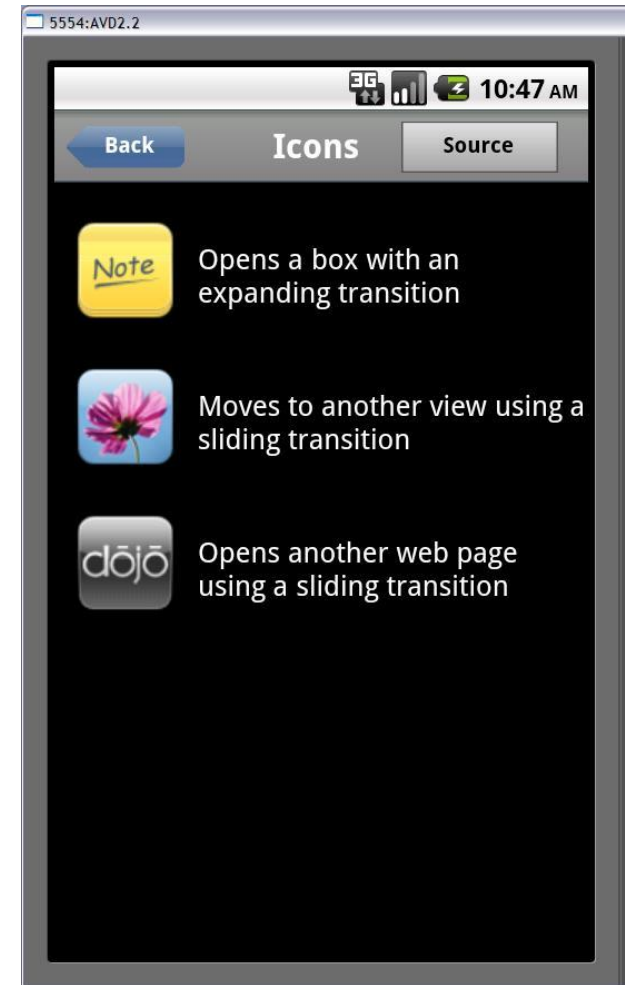 5554:AVD2.2
3G 10:47 AM
Back Icons Source
Note
Opens a box with an
expanding transition
Moves to another view using a
sliding transition
dōjō
Opens another web page
using a sliding transition